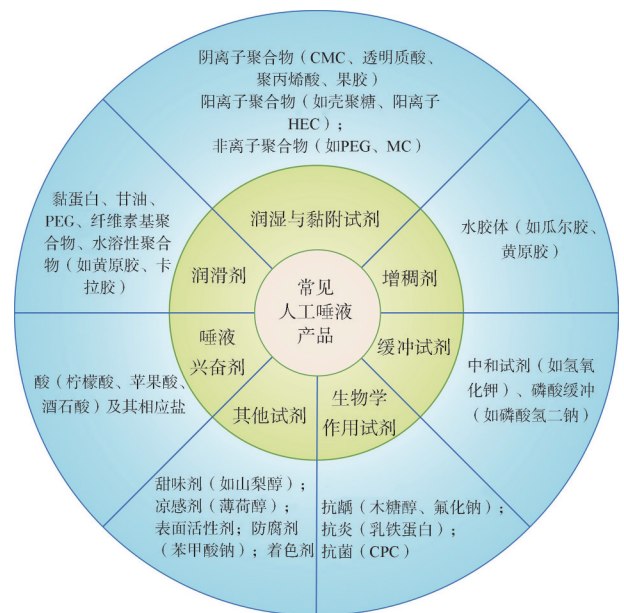 阴离子聚合物（CMC、透明质酸、
聚丙烯酸、果胶）
阳离子聚合物（如壳聚糖、阳离子
HEC）；
非离子聚合物（如PEG、MC）
润湿与黏附试剂
水胶体（如瓜尔胶、
黄原胶）
增稠剂
中和试剂（如氢氧
化钾）、磷酸缓冲
（如磷酸氢二钠）
缓冲试剂
抗龋（木糖醇、氟化钠）；
抗炎（乳铁蛋白）；
抗菌（CPC）
生物学
作用试剂
甜味剂（如山梨醇）；
凉感剂（薄荷醇）；
表面活性剂；防腐剂
（苯甲酸钠）；着色剂
其他试剂
酸（柠檬酸、苹果酸、
酒石酸）及其相应盐
唾液
兴奋剂
黏蛋白、甘油、
PEG、纤维素基聚
合物、水溶性聚合
物（如黄原胶、卡
拉胶）
润滑剂
常见
人工唾液
产品